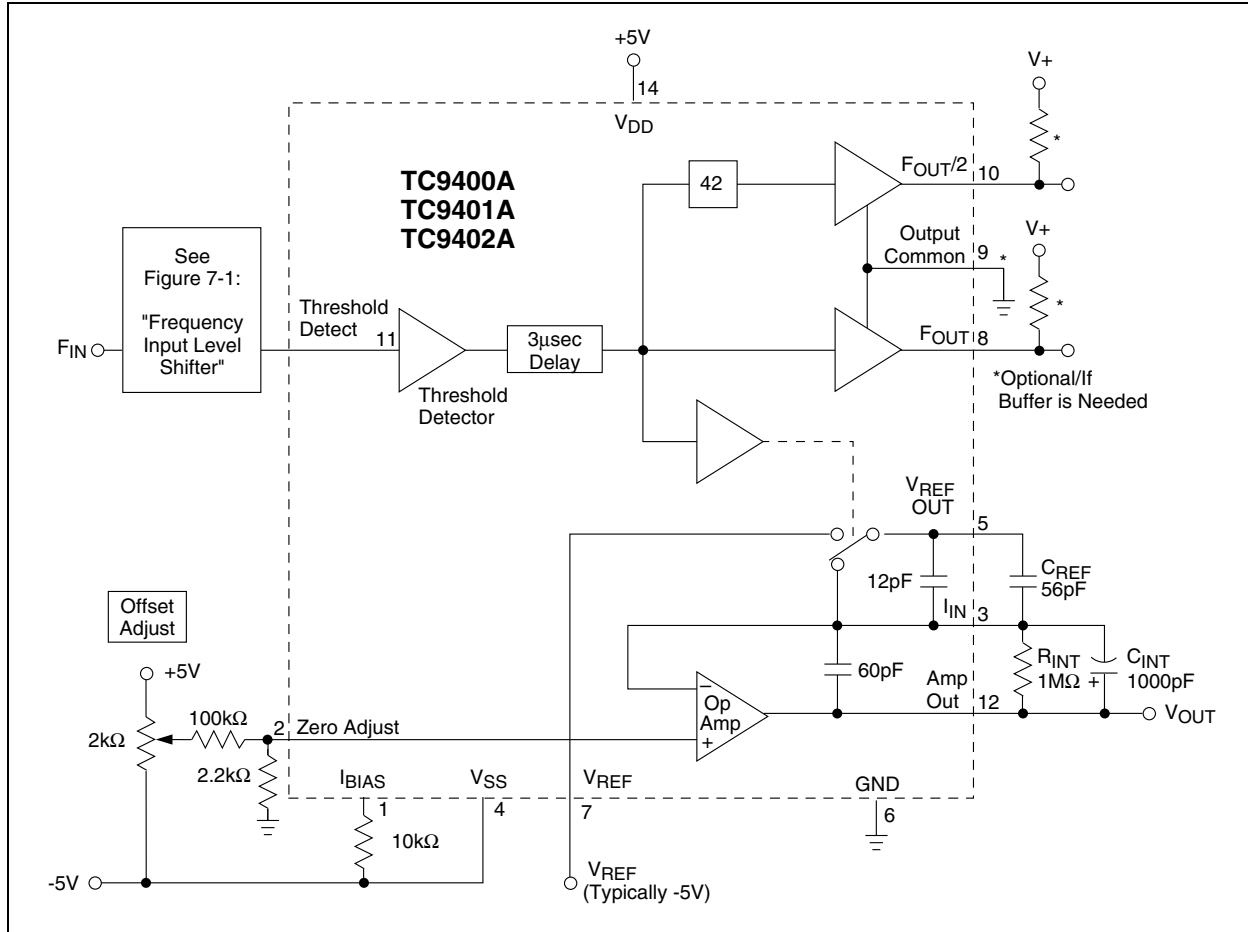 +5V
14
VDD
V+
*
TC9400A
TC9401A
TC9402A
42
FOUT/2
10
See
Figure 7-1:
"Frequency
Input Level
Shifter"
FIN
Threshold
Detect
11
Threshold
Detector
3μsec
Delay
Output
Common
9
*
V+
*
FOUT
8
*Optional/If
Buffer is Needed
VREF
OUT
5
12pF
CREF
56pF
IIN
3
60pF
RINT
1MΩ
+
CINT
1000pF
Amp
Out
12
VOUT
–
Op
Amp
+
Offset
Adjust
+5V
2kΩ
100kΩ
2
Zero Adjust
2.2kΩ
IBIAS
1
VSS
4
VREF
7
GND
6
10kΩ
-5V
VREF
(Typically -5V)